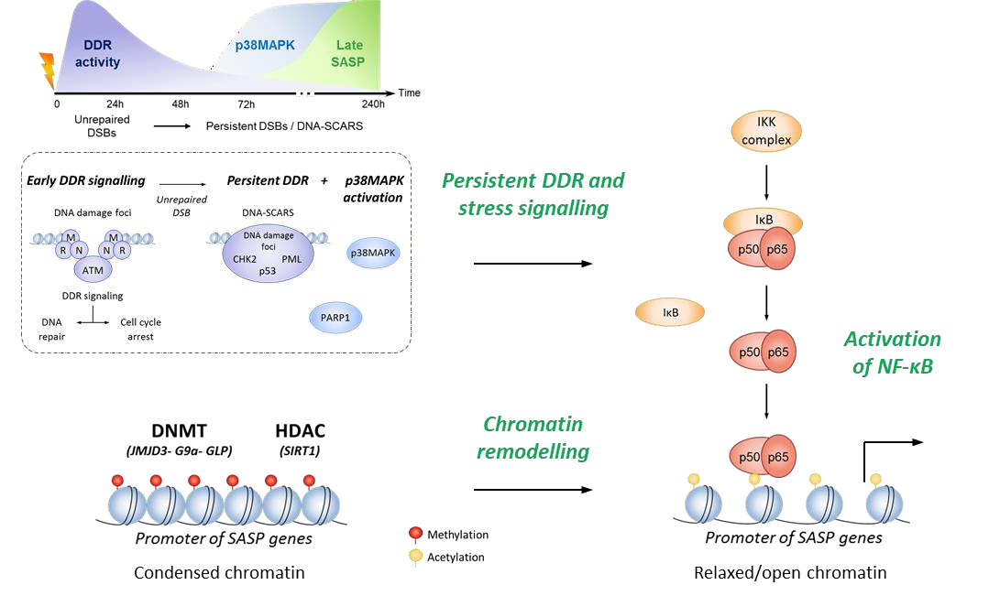 DDR
activity
p38MAPK
Late
SASP
Time
0
24h
48h
72h
240h
Unrepaired
DSBs
Persistent DSBs / DNA-SCARS
Early DDR signalling
Unrepaired
DSB
Persitent DDR + p38MAPK
activation
DNA damage foci
M
R N
M
N R
ATM
DDR signaling
DNA
repair
Cell cycle
arrest
DNA-SCARS
DNA damage
foci
CHK2 PML
p53
p38MAPK
PARP1
Persistent DDR and
stress signalling
IKK
complex
IκB
p50 p65
IκB
p50 p65
Activation
of NF-κB
DNMT
(JMJD3- G9a- GLP)
HDAC
(SIRT1)
Promoter of SASP genes
Condensed chromatin
Chromatin
remodelling
Methylation
Acetylation
p50 p65
Promoter of SASP genes
Relaxed/open chromatin